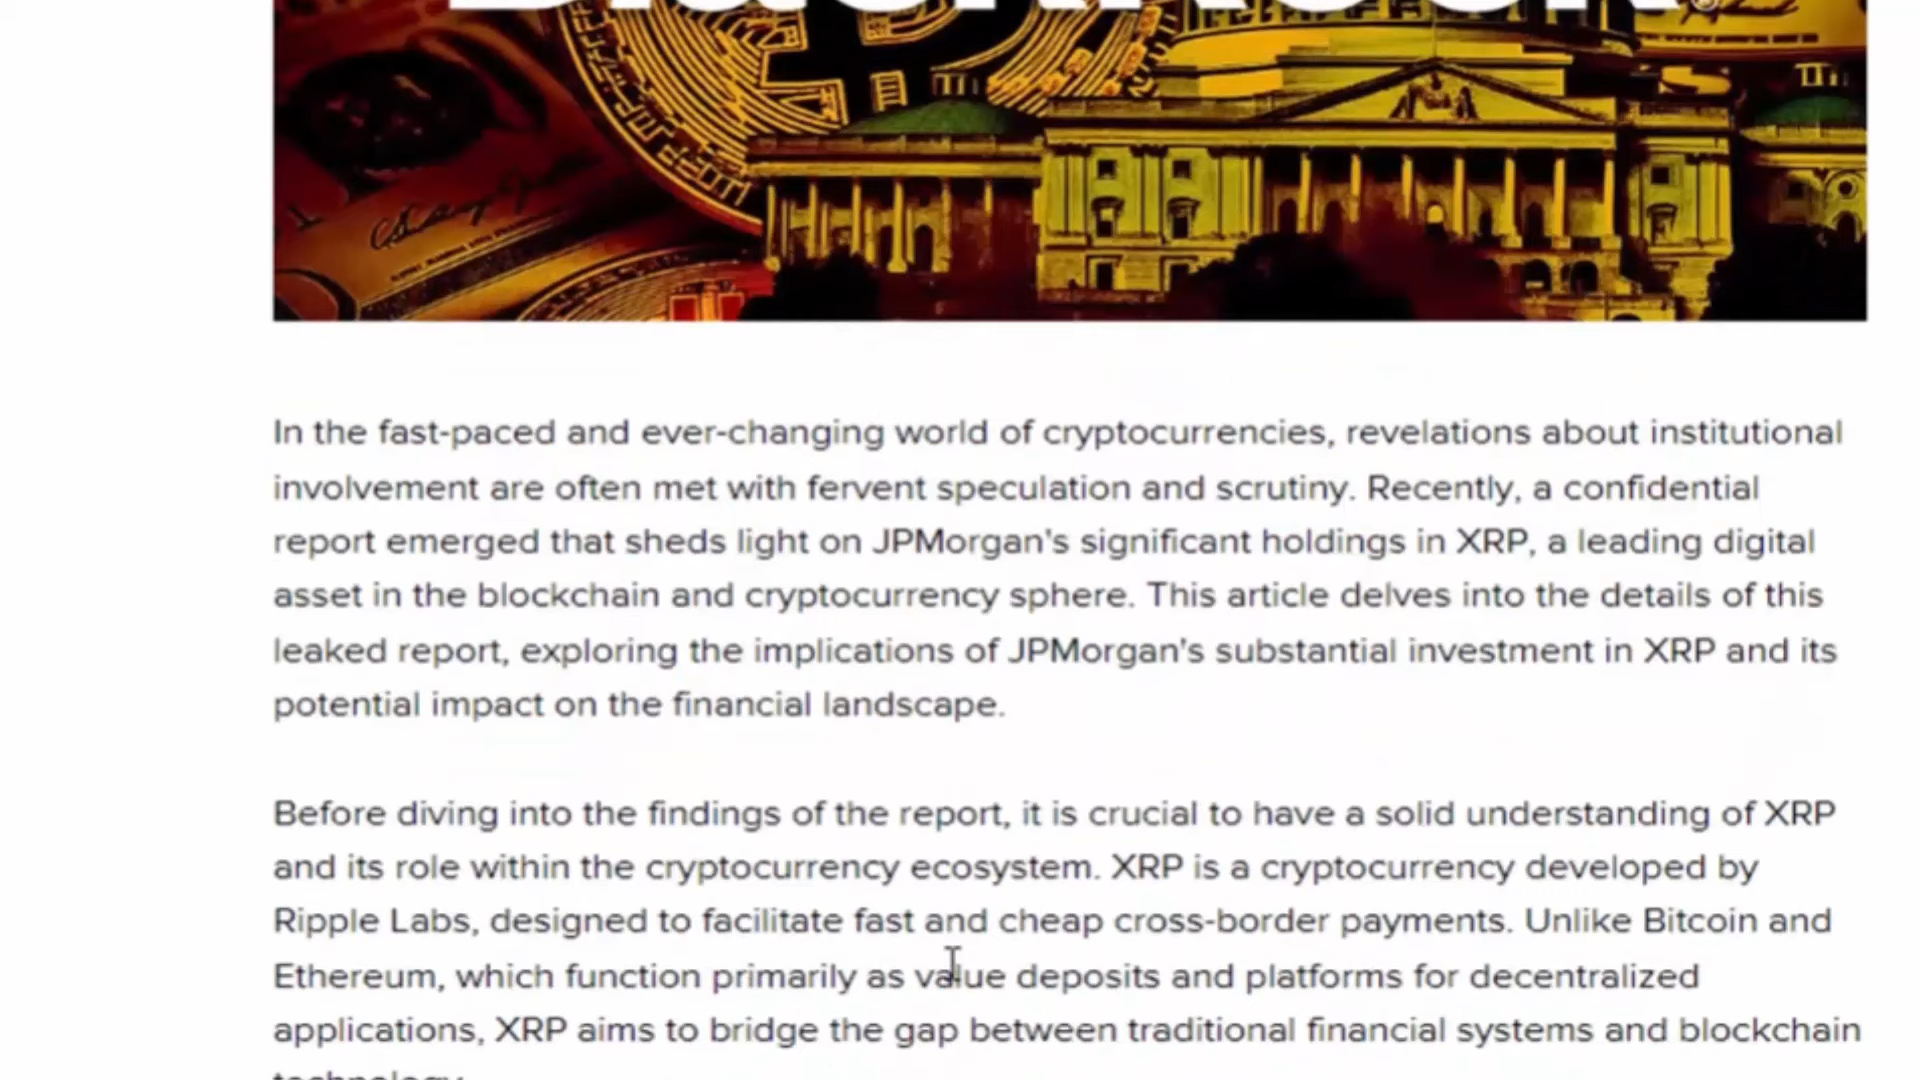 In the fast-paced and ever-changing world of cryptocurrencies, revelations about institutional
involvement are often met with fervent speculation and scrutiny. Recently, a confidential
report emerged that sheds light on JPMorgan's significant holdings in XRP, a leading digital
asset in the blockchain and cryptocurrency sphere. This article delves into the details of this
leaked report, exploring the implications of JPMorgan's substantial investment in XRP and its
potential impact on the financial landscape.
Before diving into the findings of the report, it is crucial to have a solid understanding of XRP
and its role within the cryptocurrency ecosystem. XRP is a cryptocurrency developed by
Ripple Labs, designed to facilitate fast and cheap cross-border payments. Unlike Bitcoin and
Ethereum, which function primarily as value deposits and platforms for decentralized
applications, XRP aims to bridge the gap between traditional financial systems and blockchain